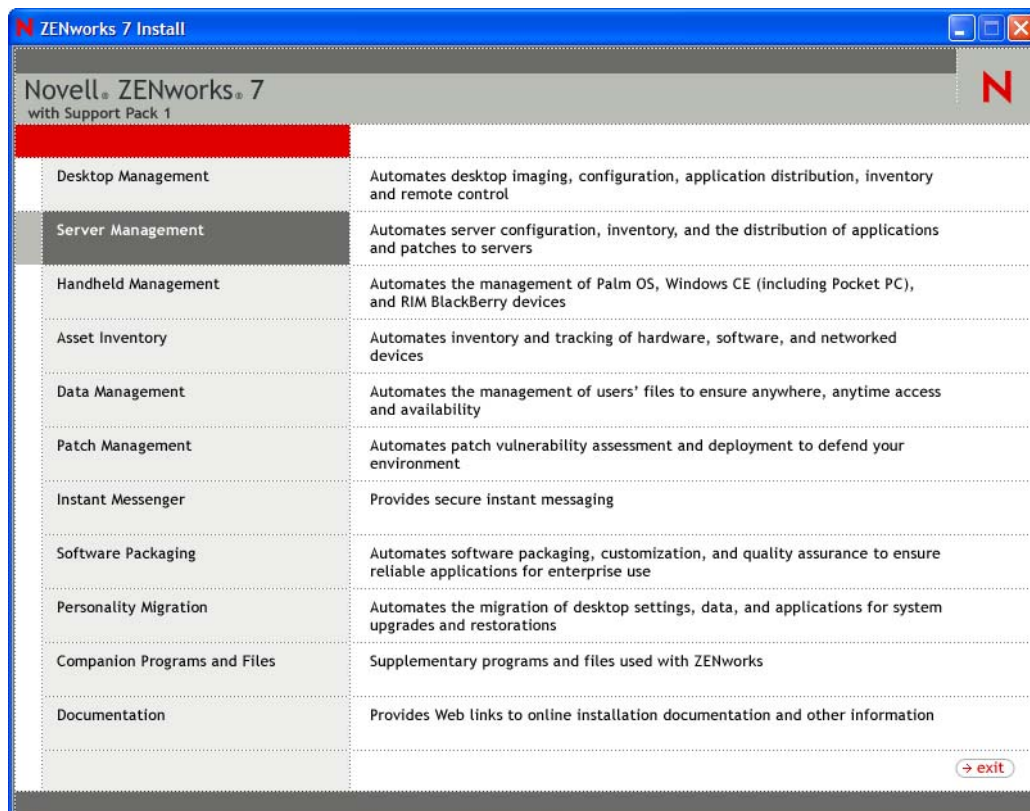 N ZENworks 7 Install
Novell® ZENworks® 7
with Support Pack 1
N
Desktop Management
Automates desktop imaging, configuration, application distribution, inventory
and remote control
Server Management
Automates server configuration, inventory, and the distribution of applications
and patches to servers
Handheld Management
Automates the management of Palm OS, Windows CE (including Pocket PC),
and RIM BlackBerry devices
Asset Inventory
Automates inventory and tracking of hardware, software, and networked
devices
Data Management
Automates the management of users’ files to ensure anywhere, anytime access
and availability
Patch Management
Automates patch vulnerability assessment and deployment to defend your
environment
Instant Messenger
Provides secure instant messaging
Software Packaging
Automates software packaging, customization, and quality assurance to ensure
reliable applications for enterprise use
Personality Migration
Automates the migration of desktop settings, data, and applications for system
upgrades and restorations
Companion Programs and Files
Supplementary programs and files used with ZENworks
Documentation
Provides Web links to online installation documentation and other information
→ exit